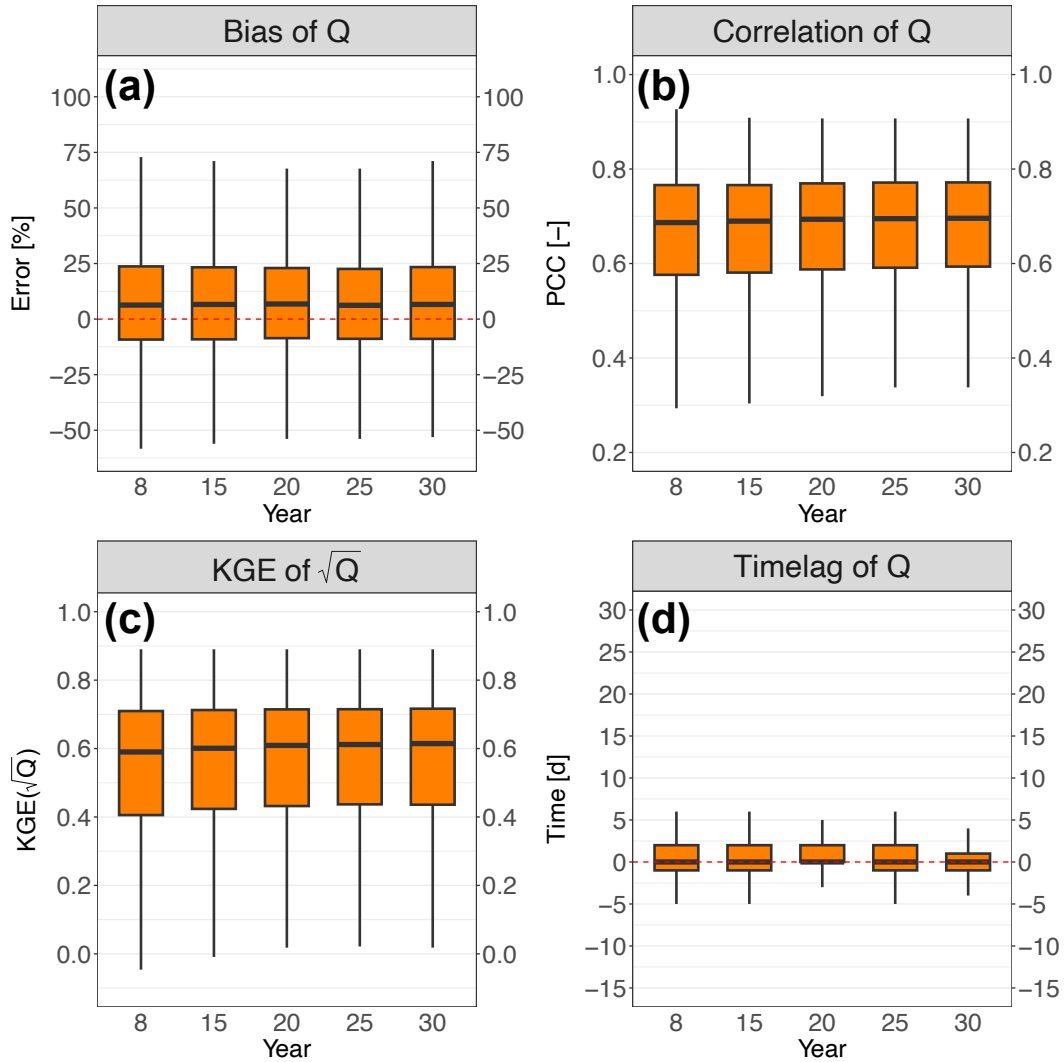 Bias of Q
(a)
Error [%]
100
75
50
25
0
−25
−50
100
75
50
25
0
−25
−50
8 15 20 25 30
Year
Correlation of Q
(b)
PCC [−]
1.0
0.8
0.6
0.4
0.2
1.0
0.8
0.6
0.4
0.2
8 15 20 25 30
Year
KGE of √Q
(c)
KGE(√Q)
1.0
0.8
0.6
0.4
0.2
0.0
1.0
0.8
0.6
0.4
0.2
0.0
8 15 20 25 30
Year
Timelag of Q
(d)
Time [d]
30
25
20
15
10
5
0
−5
−10
−15
30
25
20
15
10
5
0
−5
−10
−15
8 15 20 25 30
Year